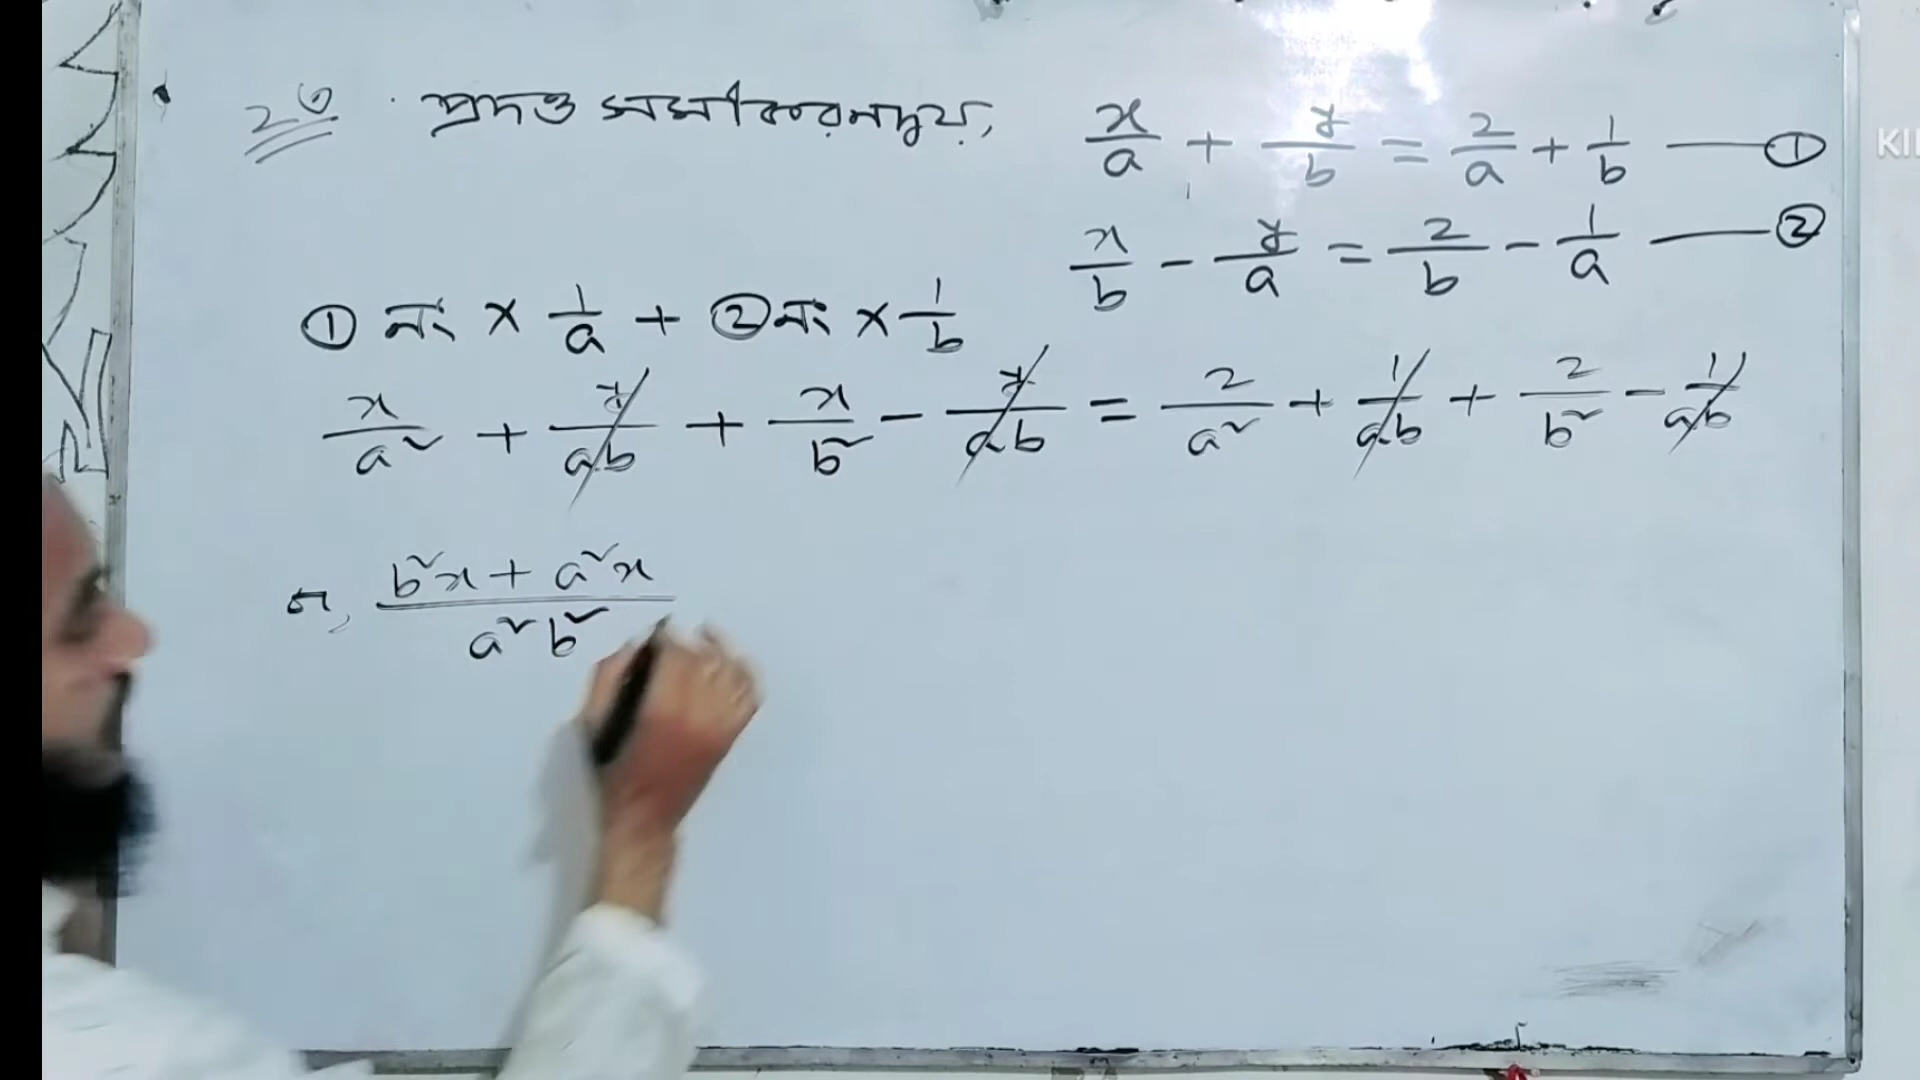 ২৩. প্রদত্ত সমীকরনদ্বয়, x/a + y/b = 2/a + 1/b —— ①
x/b - y/a = 2/b - 1/a —— ②
① নং × 1/a + ② নং × 1/b
x/a² + y/ab + x/b² - y/ab = 2/a² + 1/ab + 2/b² - 1/ab
বা, (b²x + a²x)/a²b²